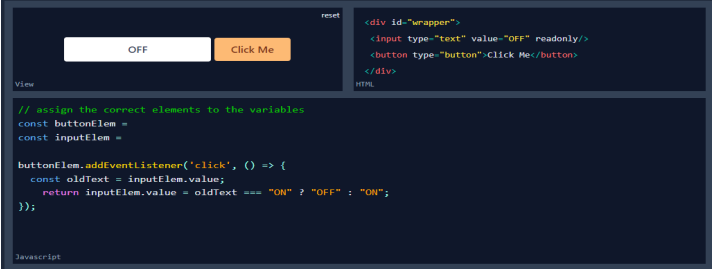 reset
OFF
Click Me
View
<div id="wrapper">
<input type="text" value="OFF" readonly/>
<button type="button">Click Me</button>
</div>
HTML
// assign the correct elements to the variables
const buttonElem =
const inputElem =
buttonElem.addEventListener('click', () => {
const oldText = inputElem.value;
return inputElem.value = oldText === "ON" ? "OFF" : "ON";
});
Javascript